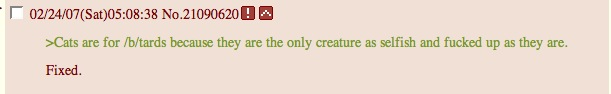 02/24/07(Sat)05:08:38 No.21090620
>Cats are for /b/tards because they are the only creature as selfish and fucked up as they are.
Fixed.